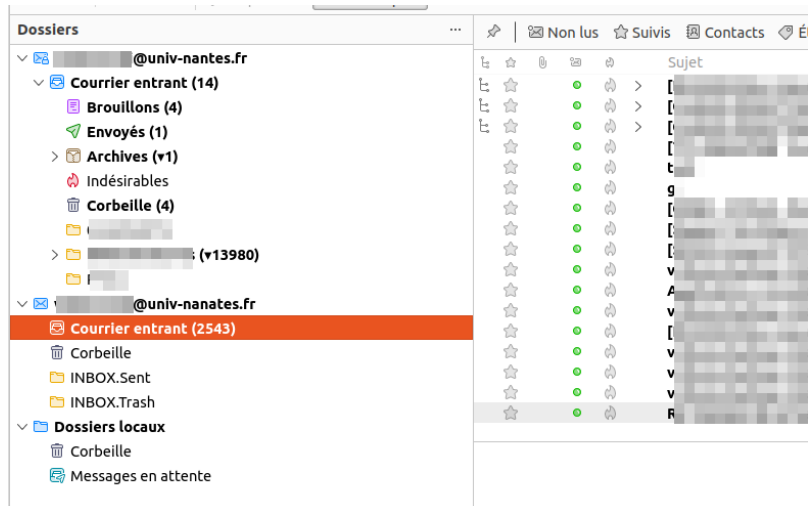 Dossiers ...
Non lus Suivis Contacts
Sujet
@univ-nantes.fr
Courrier entrant (14)
Brouillons (4)
Envoyés (1)
Archives (▾1)
Indésirables
Corbeille (4)
(▾13980)
@univ-nanates.fr
Courrier entrant (2543)
Corbeille
INBOX.Sent
INBOX.Trash
Dossiers locaux
Corbeille
Messages en attente